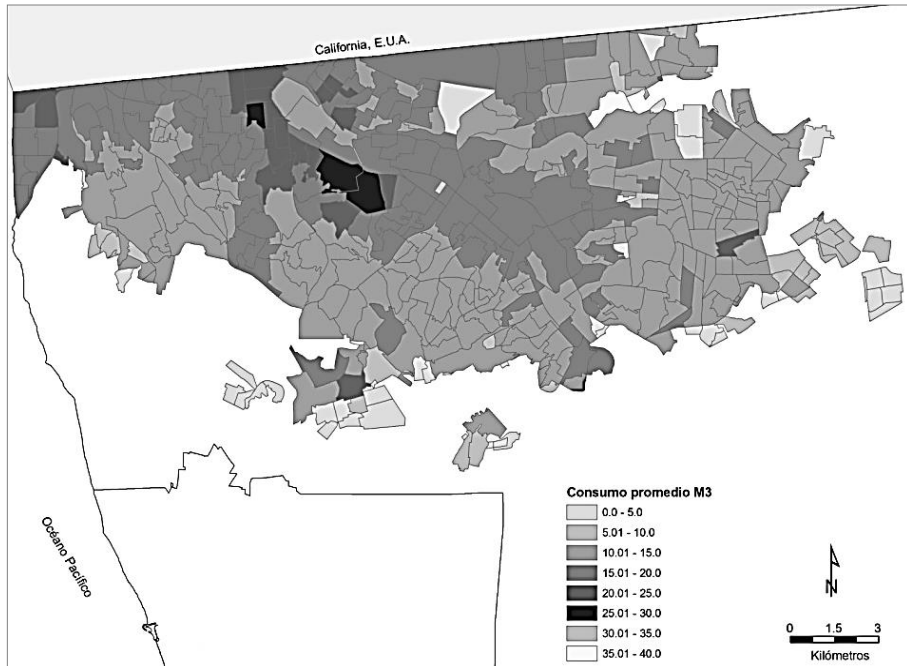 California, E.U.A.
Océano Pacífico
Consumo promedio M3
0.0 - 5.0
5.01 - 10.0
10.01 - 15.0
15.01 - 20.0
20.01 - 25.0
25.01 - 30.0
30.01 - 35.0
35.01 - 40.0
N
0 1.5 3
Kilómetros